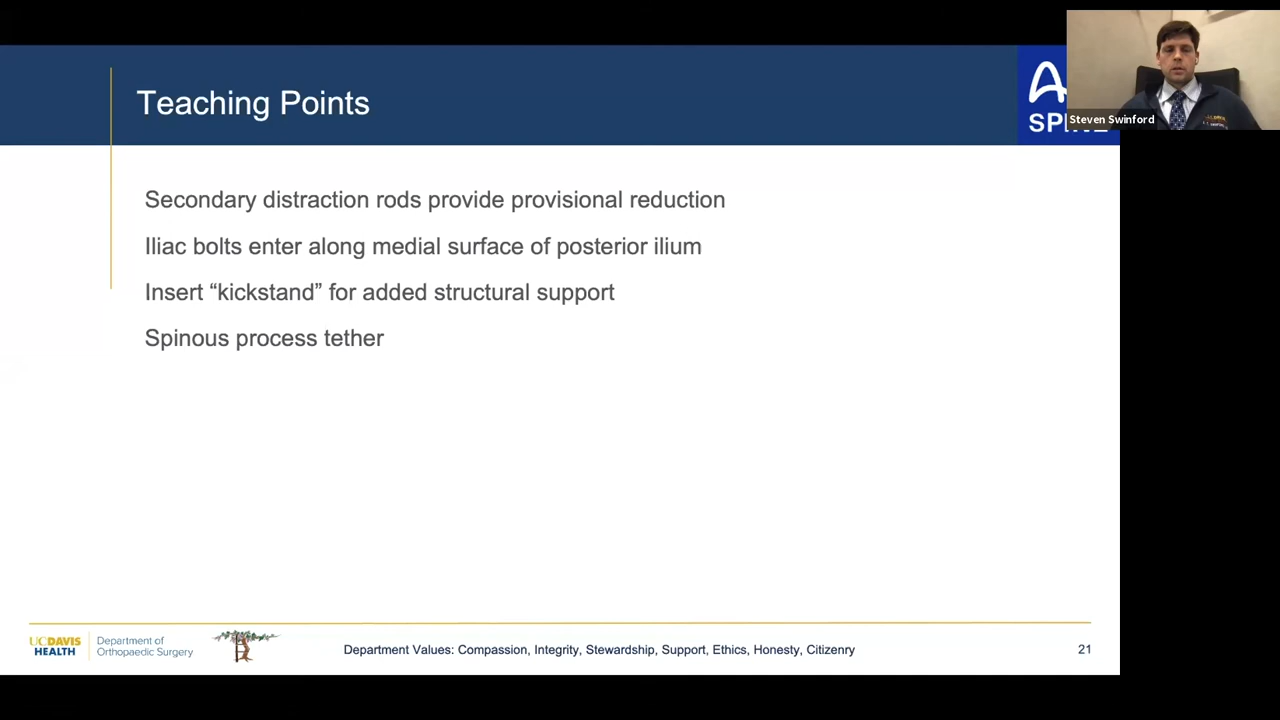 Teaching Points
Steven Swinford
Secondary distraction rods provide provisional reduction
Iliac bolts enter along medial surface of posterior ilium
Insert “kickstand” for added structural support
Spinous process tether
UCDAVIS
HEALTH
Department of
Orthopaedic Surgery
Department Values: Compassion, Integrity, Stewardship, Support, Ethics, Honesty, Citizenry
21